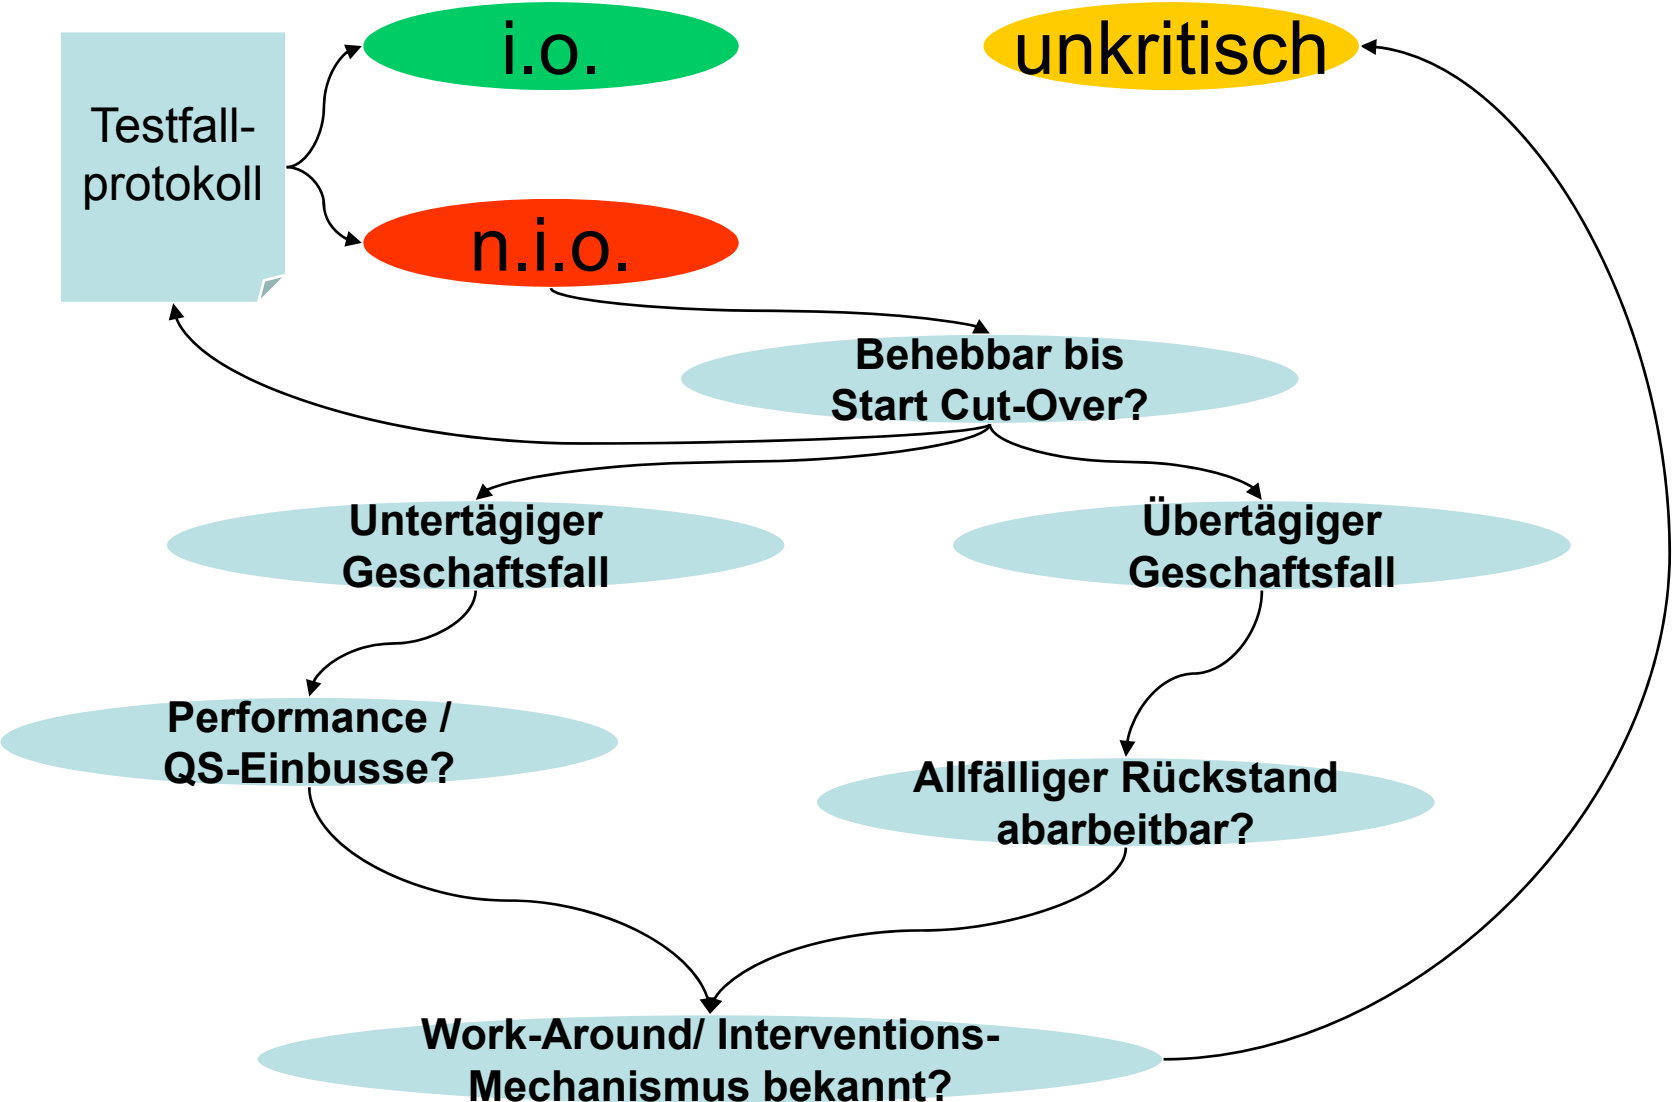 i.o.
unkritisch
Testfall-
protokoll
n.i.o.
Behebbar bis
Start Cut-Over?
Untertägiger
Geschaftsfall
Übertägiger
Geschaftsfall
Performance /
QS-Einbusse?
Allfälliger Rückstand
abarbeitbar?
Work-Around/ Interventions-
Mechanismus bekannt?